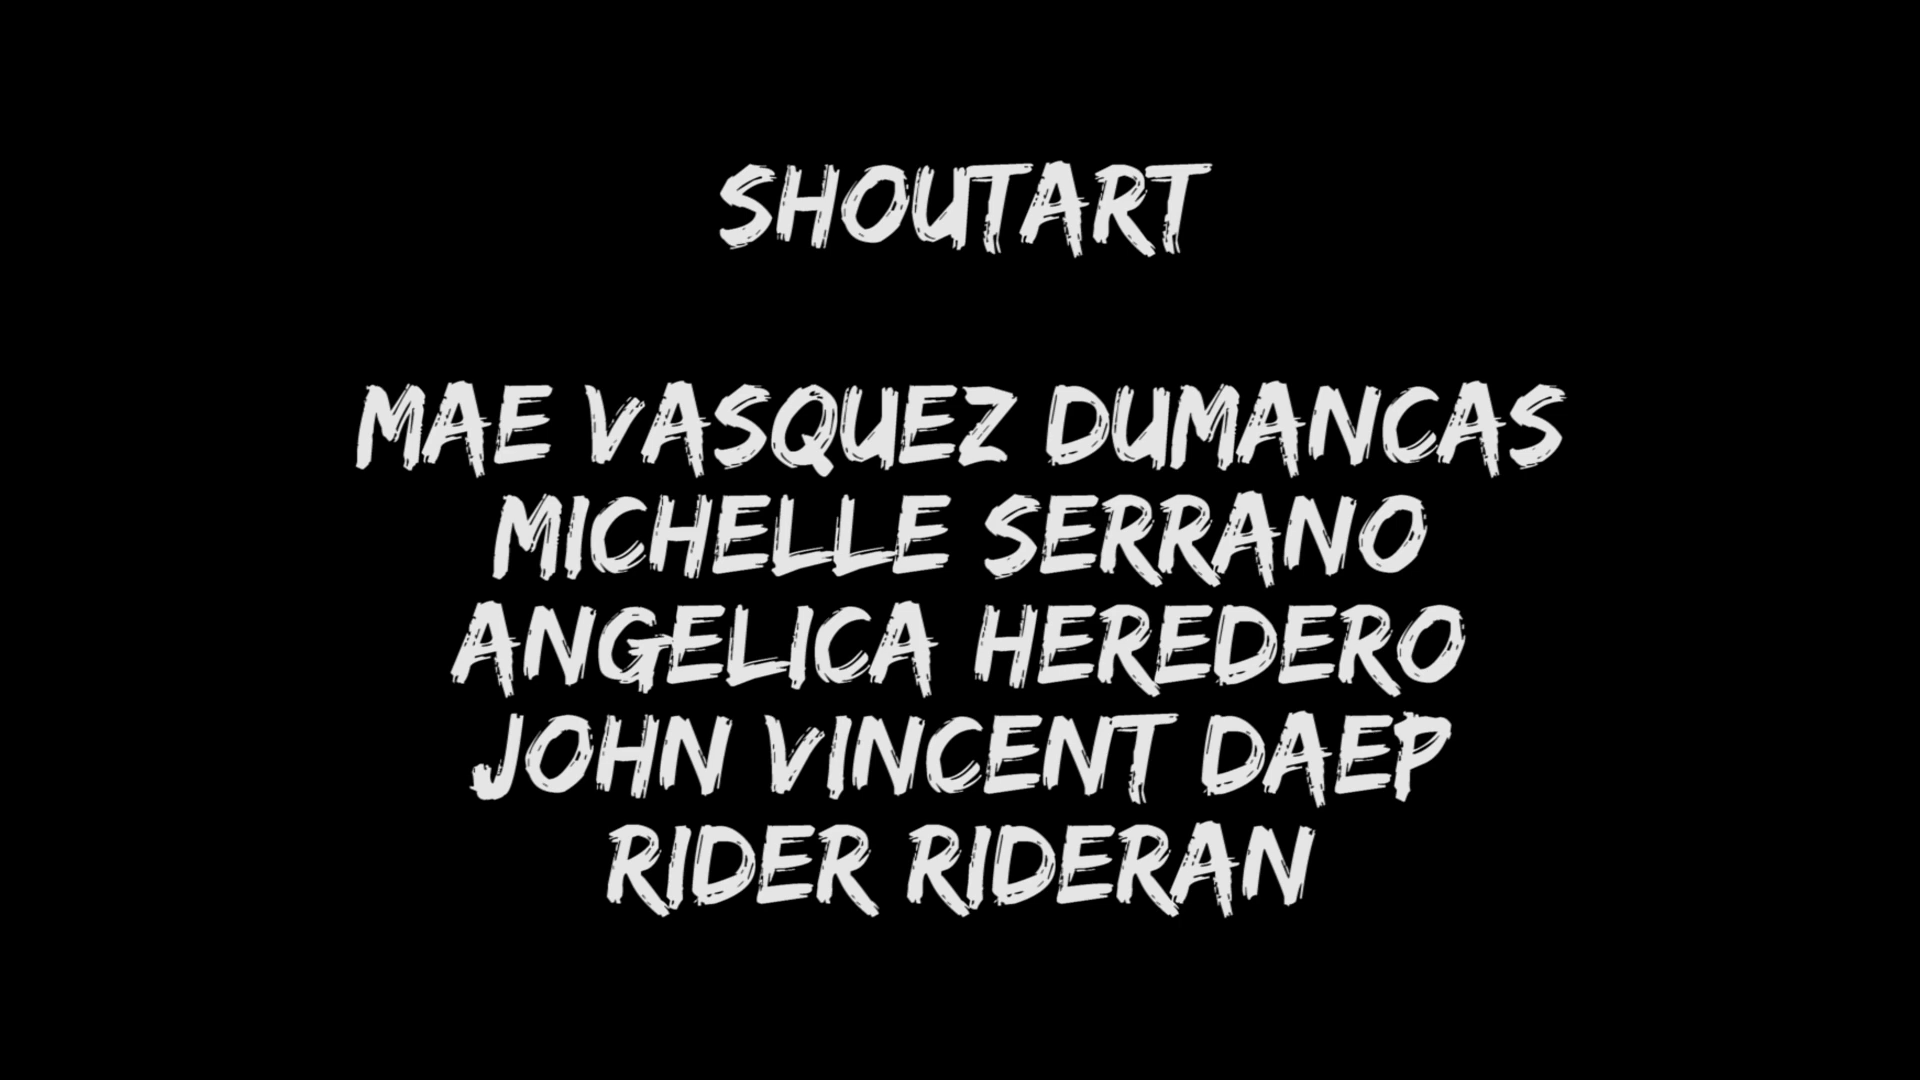 SHOUTART
MAE VASQUEZ DUMANCAS
MICHELLE SERRANO
ANGELICA HEREDERO
JOHN VINCENT DAEP
RIDER RIDERAN